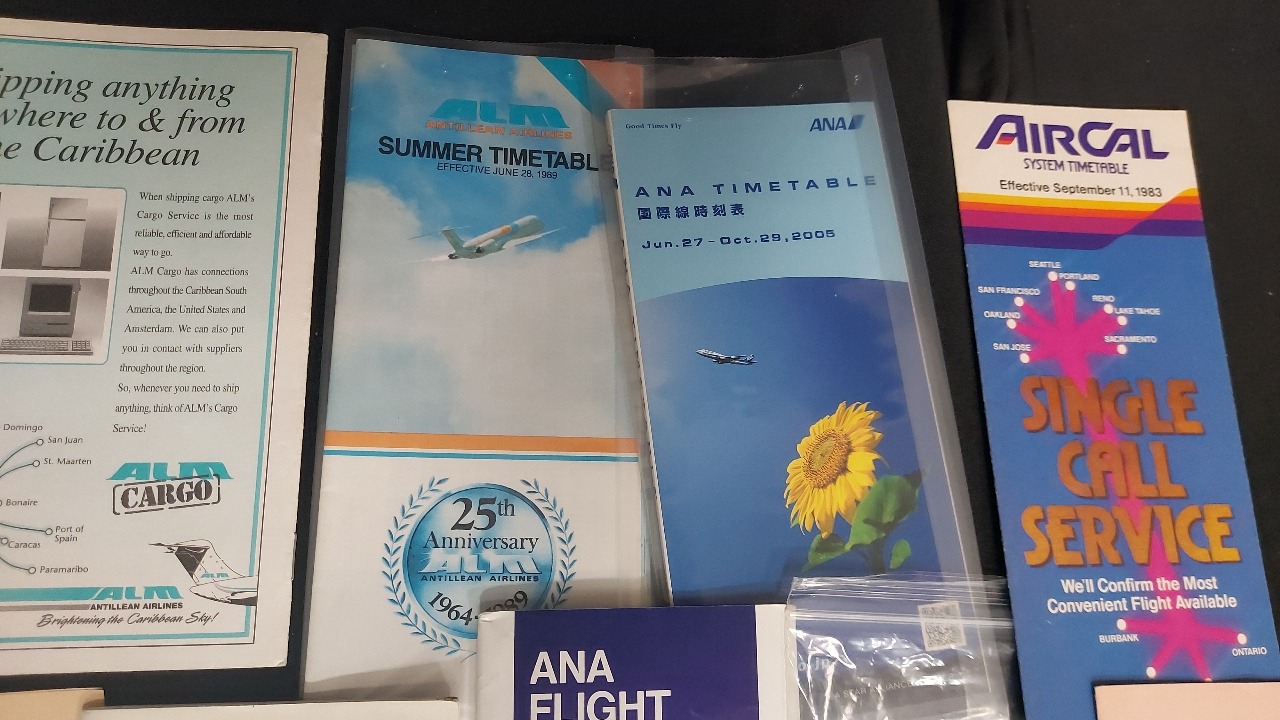 pping anything
where to & from
e Caribbean
When shipping cargo ALM's
Cargo Service is the most
reliable, efficient and affordable
way to go.
ALM Cargo has connections
throughout the Caribbean South
America, the United States and
Amsterdam. We can also put
you in contact with suppliers
throughout the region.
So, whenever you need to ship
anything, think of ALM's Cargo
Service!
Domingo
San Juan
St. Maarten
Bonaire
Port of
Spain
Caracas
Paramaribo
ALM
CARGO
ALM
ALM
ANTILLEAN AIRLINES
Brightening the Caribbean Sky!
ALM
ANTILLEAN AIRLINES
SUMMER TIMETABLE
EFFECTIVE JUNE 28, 1989
25th
Anniversary
ALM
ANTILLEAN AIRLINES
1964-1989
Good Times Fly
ANA
ANA TIMETABLE
国際線時刻表
Jun.27-Oct.29,2005
ANA
FLIGHT
STAR ALLIANCE
AIRCAL
SYSTEM TIMETABLE
Effective September 11, 1983
SEATTLE
PORTLAND
SAN FRANCISCO
RENO
OAKLAND
LAKE TAHOE
SAN JOSE
SACRAMENTO
SINGLE
CALL
SERVICE
We'll Confirm the Most
Convenient Flight Available
BURBANK
ONTARIO